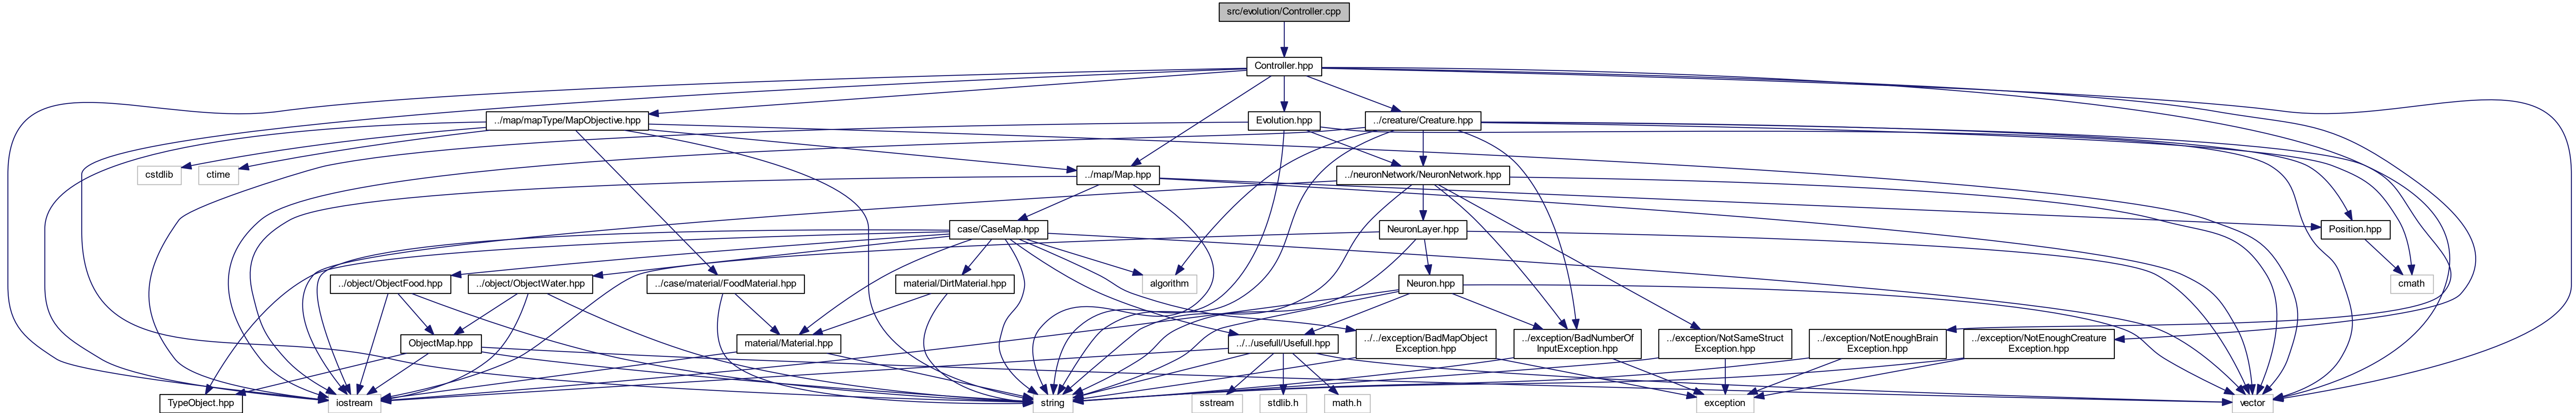 src/evolution/Controller.cpp
Controller.hpp
../map/mapType/MapObjective.hpp
Evolution.hpp
../creature/Creature.hpp
cstdlib
ctime
../map/Map.hpp
../neuronNetwork/NeuronNetwork.hpp
case/CaseMap.hpp
NeuronLayer.hpp
Position.hpp
../object/ObjectFood.hpp
../object/ObjectWater.hpp
../case/material/FoodMaterial.hpp
material/DirtMaterial.hpp
algorithm
Neuron.hpp
cmath
ObjectMap.hpp
material/Material.hpp
../../usefull/Usefull.hpp
../../exception/BadMapObject
Exception.hpp
../exception/BadNumberOf
InputException.hpp
../exception/NotSameStruct
Exception.hpp
../exception/NotEnoughBrain
Exception.hpp
../exception/NotEnoughCreature
Exception.hpp
TypeObject.hpp
iostream
string
sstream
stdlib.h
math.h
exception
vector